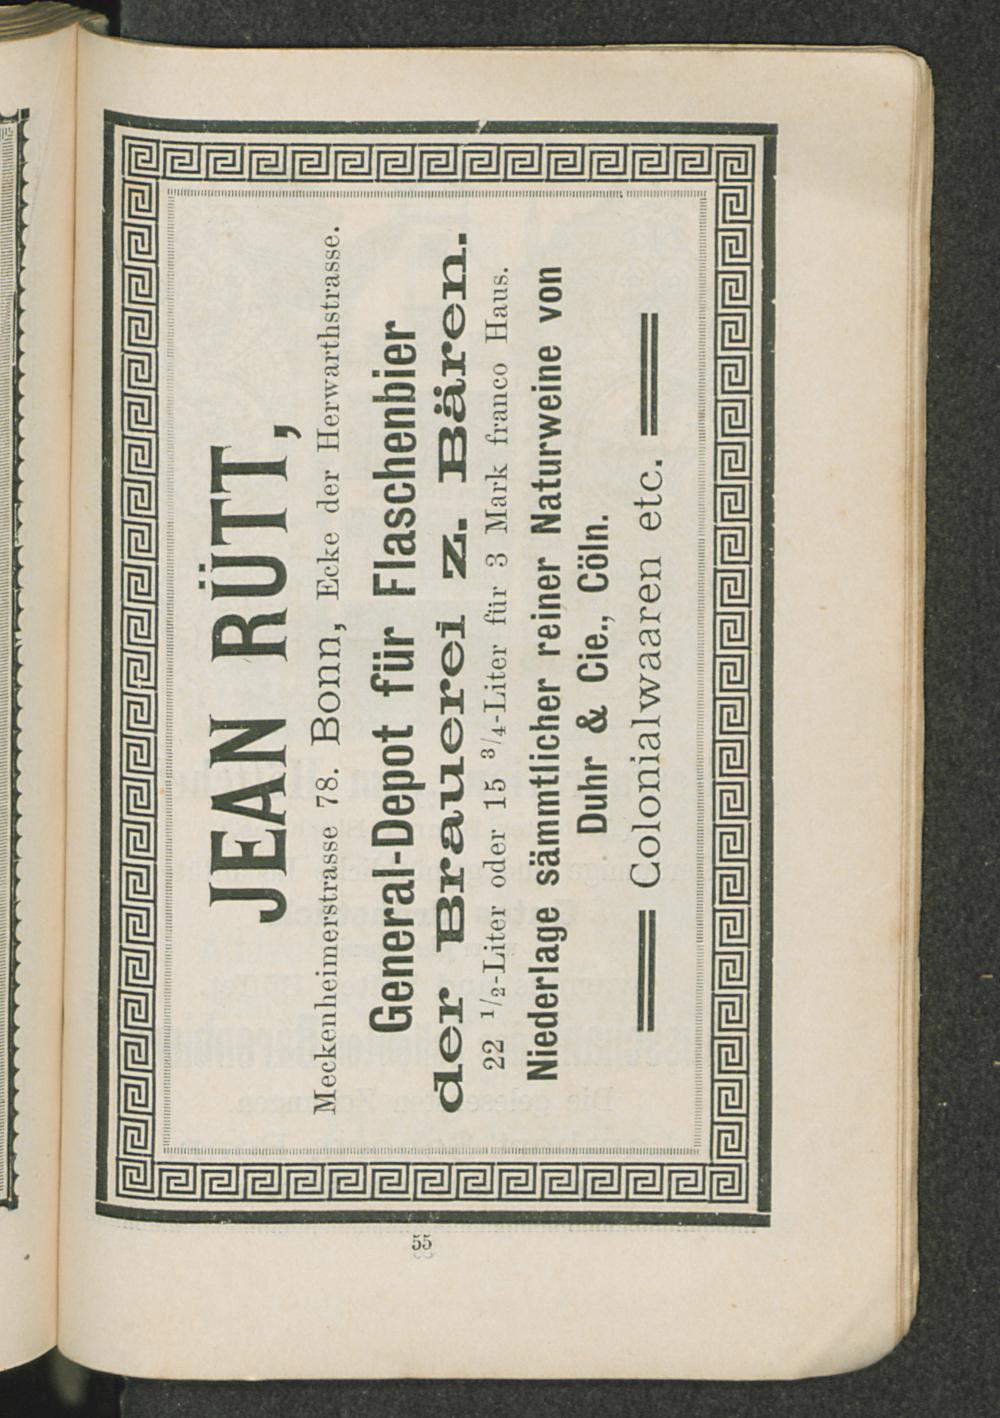 JEAN RÜTT,
Meckenheimerstrasse 78. Bonn, Ecke der Herwarthstrasse.
General-Depot für Flaschenbier
der Brauerei z. Bären.
22 1/2-Liter oder 15 3/4-Liter für 3 Mark franco Haus.
Niederlage sämmtlicher reiner Naturweine von
Duhr & Cie., Cöln.
Colonialwaaren etc.
55